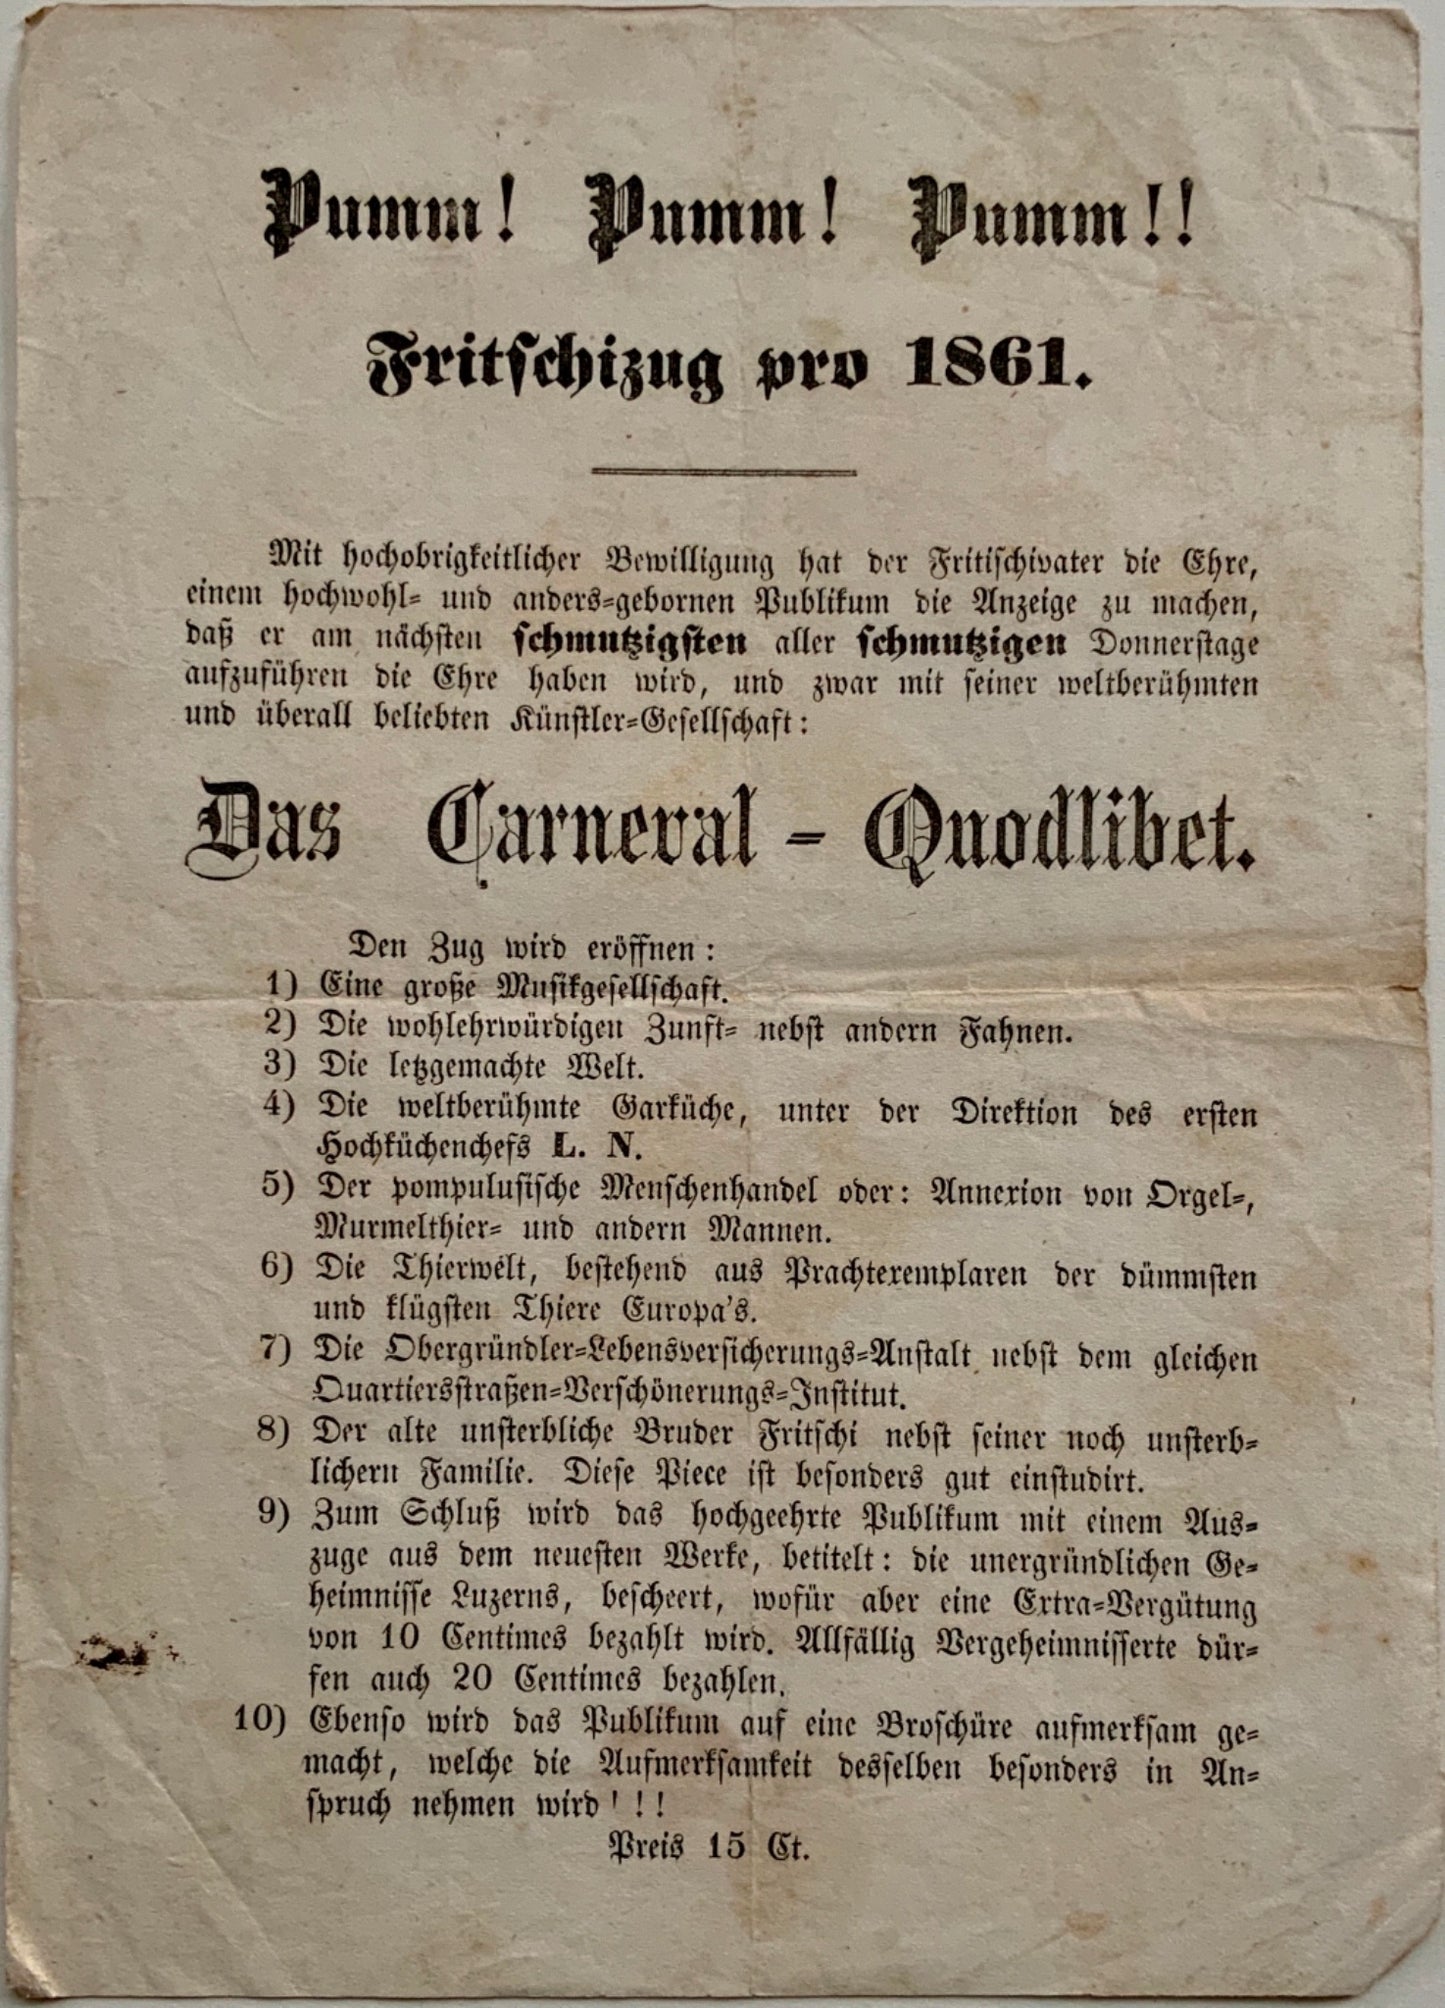 Pumm! Pumm! Pumm!!
Fritschizug pro 1861.
Mit hochobrigkeitlicher Bewilligung hat der Fritischivater die Ehre,
einem hochwohl- und anders-gebornen Publikum die Anzeige zu machen,
daß er am nächsten schmutzigsten aller schmutzigen Donnerstage
aufzuführen die Ehre haben wird, und zwar mit seiner weltberühmten
und überall beliebten Künstler-Gesellschaft:
Das Carneval-Quodlibet.
Den Zug wird eröffnen:
1) Eine große Musikgesellschaft.
2) Die wohlehrwürdigen Zunft- nebst andern Fahnen.
3) Die letzgemachte Welt.
4) Die weltberühmte Garküche, unter der Direktion des ersten
Hochküchenchefs L. N.
5) Der pompulusische Menschenhandel oder: Annexion von Orgel-,
Murmelthier- und andern Mannen.
6) Die Thierwelt, bestehend aus Prachtexemplaren der dümmsten
und klügsten Thiere Europa's.
7) Die Obergründler-Lebensversicherungs-Anstalt nebst dem gleichen
Quartiersstraßen-Verschönerungs-Institut.
8) Der alte unsterbliche Bruder Fritschi nebst seiner noch unsterb-
lichern Familie. Diese Piece ist besonders gut einstudirt.
9) Zum Schluß wird das hochgeehrte Publikum mit einem Aus-
zuge aus dem neuesten Werke, betitelt: die unergründlichen Ge-
heimnisse Luzerns, bescheert, wofür aber eine Extra-Vergütung
von 10 Centimes bezahlt wird. Allfällig Vergeheimnisserte dür-
fen auch 20 Centimes bezahlen.
10) Ebenso wird das Publikum auf eine Broschüre aufmerksam ge-
macht, welche die Aufmerksamkeit desselben besonders in An-
spruch nehmen wird!!!
Preis 15 Ct.